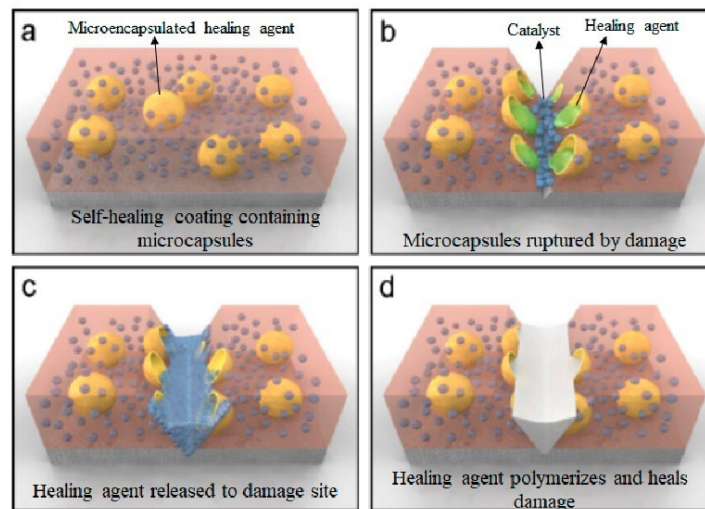 a
Microencapsulated healing agent
Self-healing coating containing
microcapsules
b
Catalyst
Healing agent
Microcapsules ruptured by damage
c
Healing agent released to damage site
d
Healing agent polymerizes and heals
damage